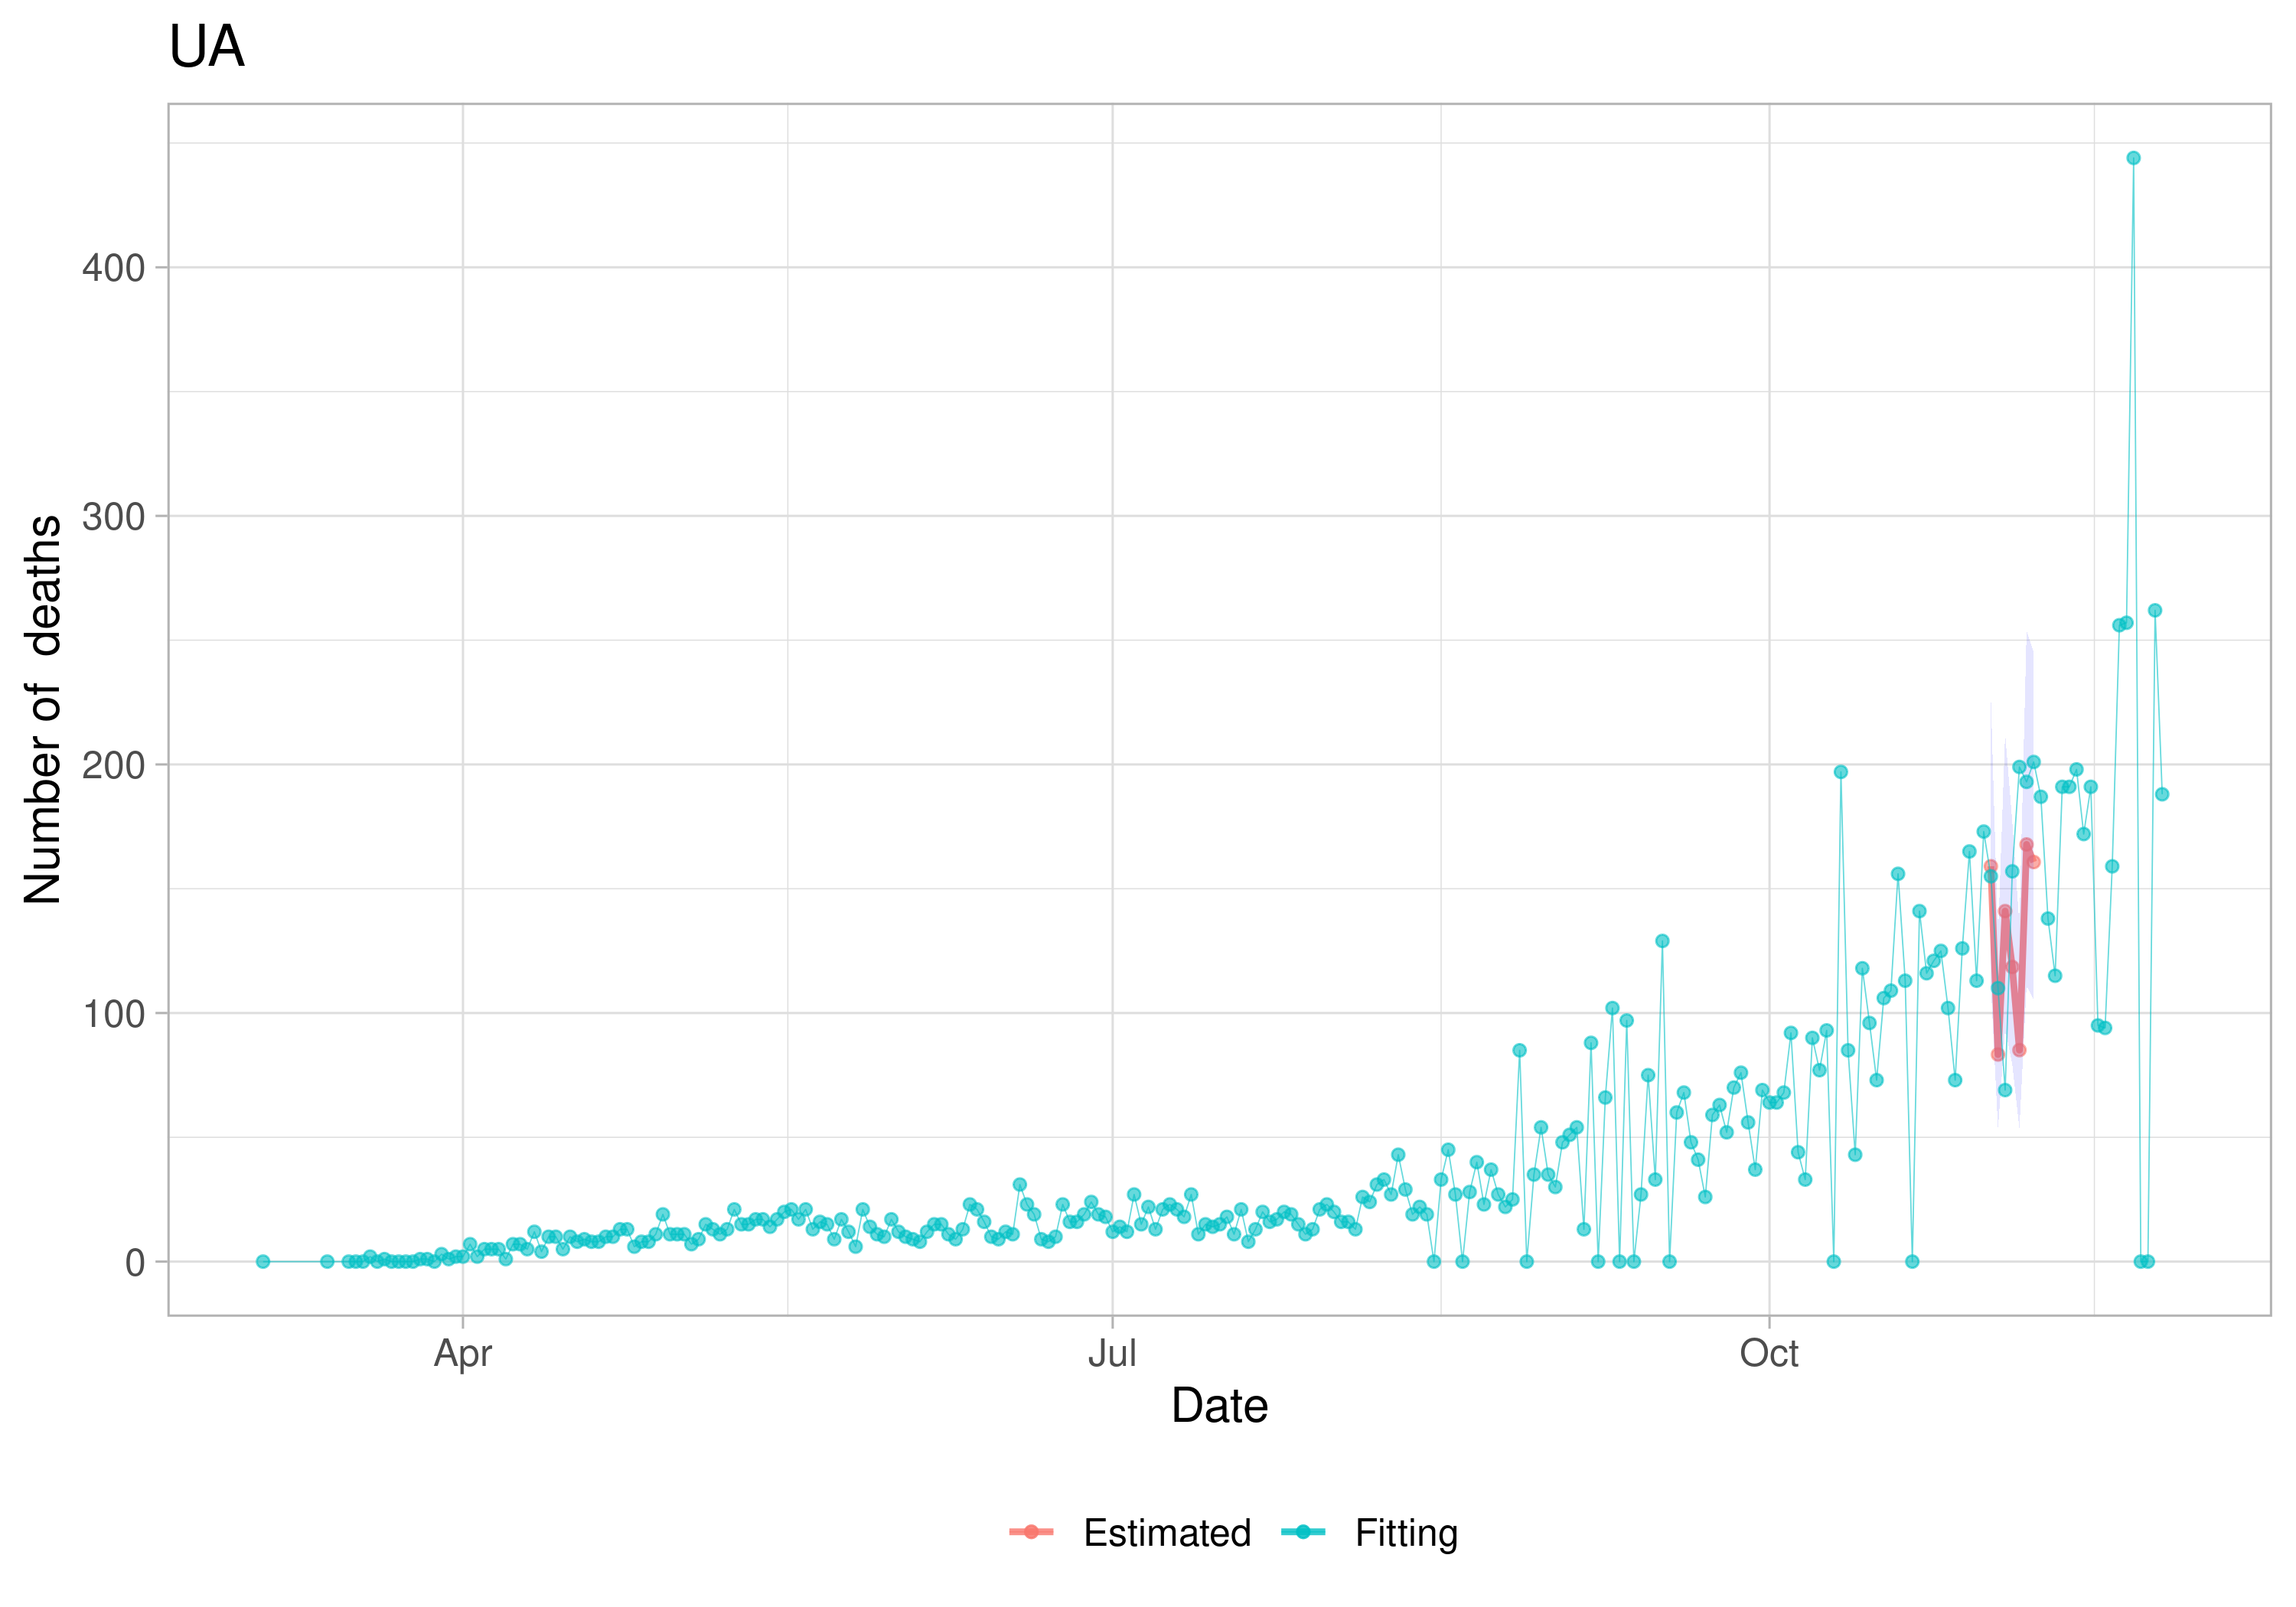 UA
400
300
200
100
0
Number of  deaths
Apr
Jul
Oct
Date
Estimated
Fitting